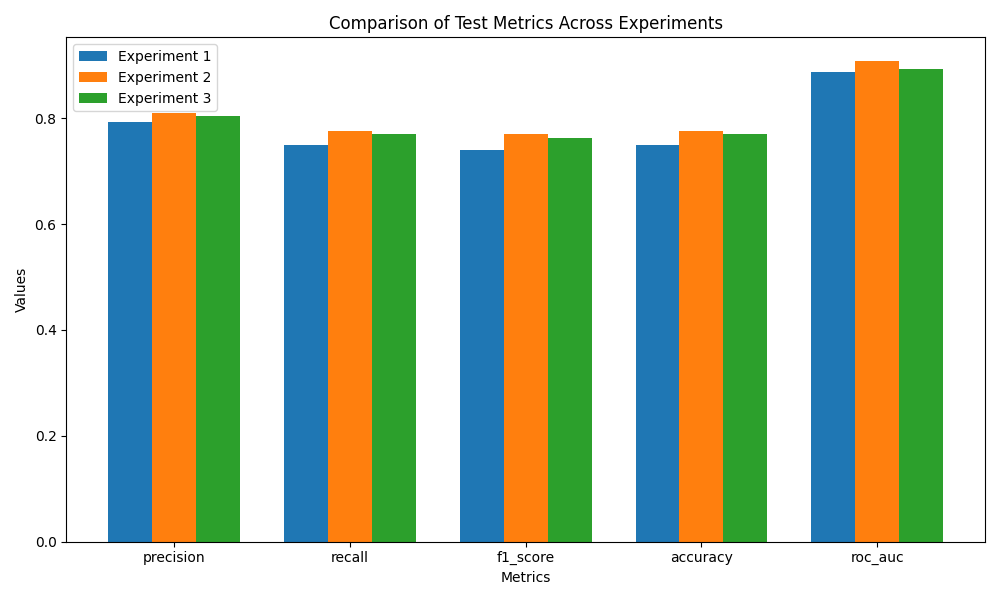 Comparison of Test Metrics Across Experiments
Experiment 1
Experiment 2
Experiment 3
Values
0.8
0.6
0.4
0.2
0.0
precision recall f1_score accuracy roc_auc
Metrics